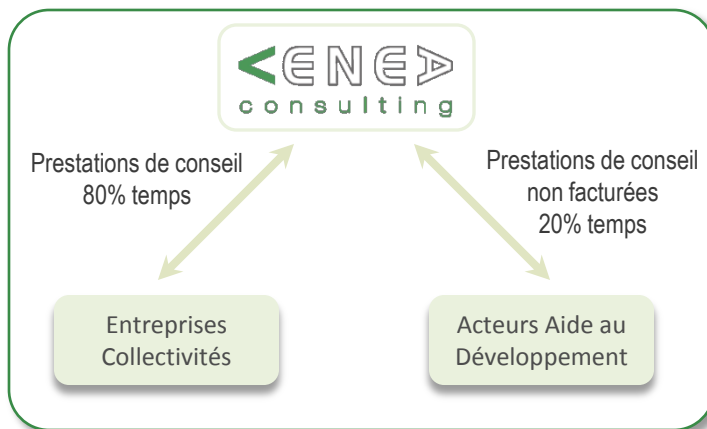 ENEA
consulting
Prestations de conseil
80% temps
Prestations de conseil
non facturées
20% temps
Entreprises
Collectivités
Acteurs Aide au
Développement